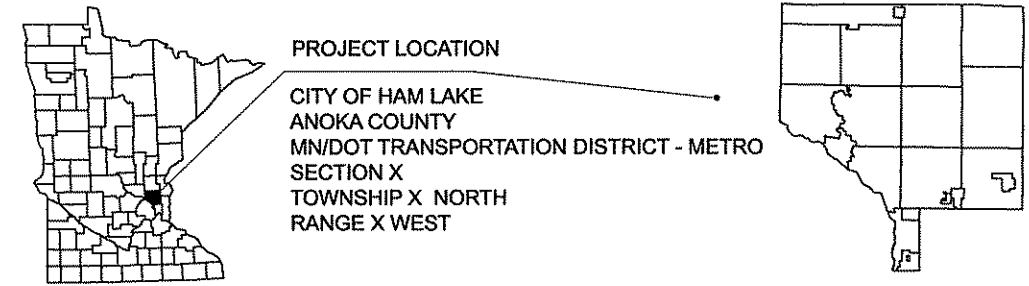 PROJECT LOCATION
CITY OF HAM LAKE
ANOKA COUNTY
MN/DOT TRANSPORTATION DISTRICT - METRO
SECTION X
TOWNSHIP X NORTH
RANGE X WEST